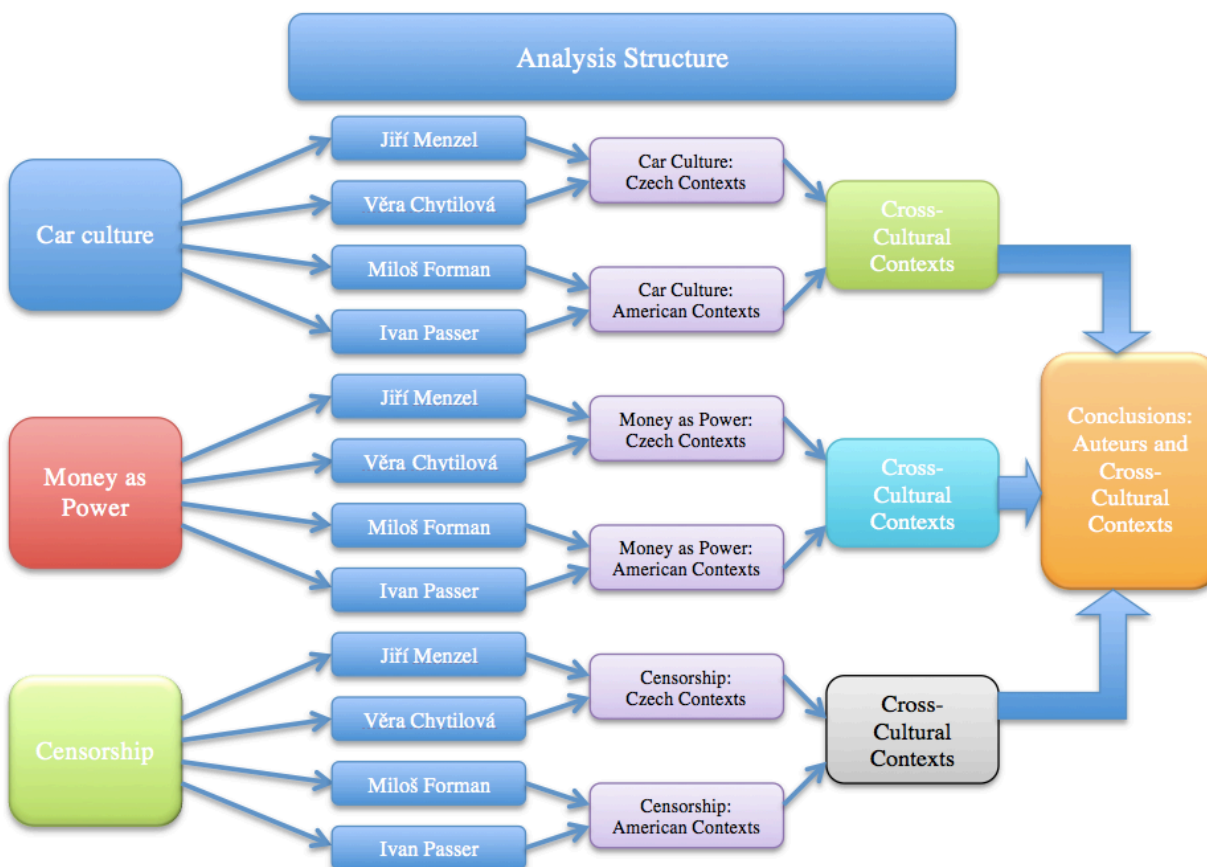 Analysis Structure
Car culture
Jiří Menzel
Věra Chytilová
Miloš Forman
Ivan Passer
Car Culture:
Czech Contexts
Car Culture:
American Contexts
Cross-
Cultural
Contexts
Money as
Power
Jiří Menzel
Věra Chytilová
Miloš Forman
Ivan Passer
Money as Power:
Czech Contexts
Money as Power:
American Contexts
Cross-
Cultural
Contexts
Censorship
Jiří Menzel
Věra Chytilová
Miloš Forman
Ivan Passer
Censorship:
Czech Contexts
Censorship:
American Contexts
Cross-
Cultural
Contexts
Conclusions:
Auteurs and
Cross-
Cultural
Contexts